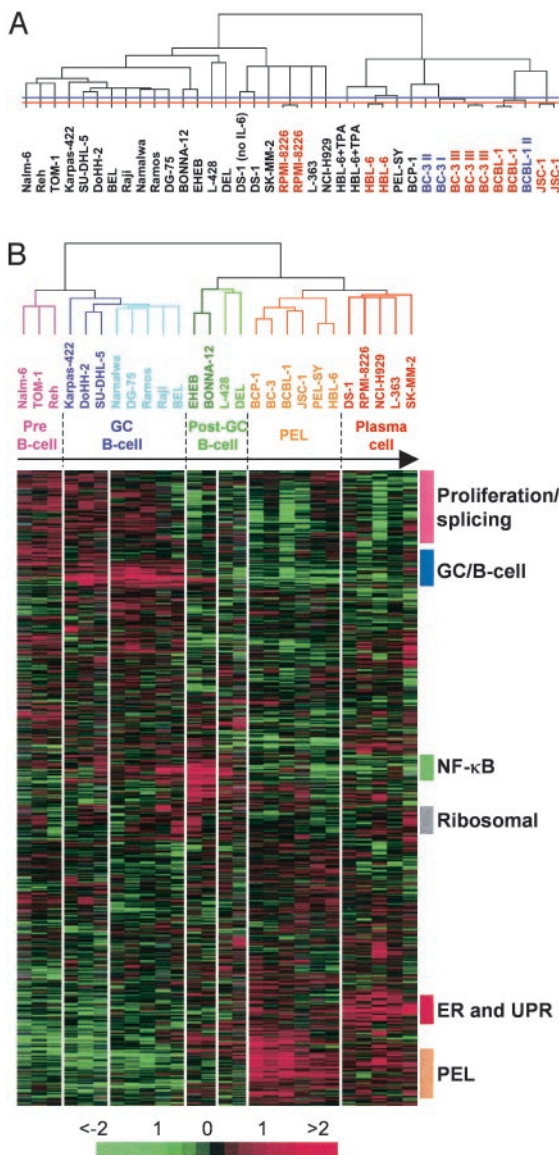 A
Nalm-6
Reh
TOM-1
Karpas-422
SU-DHL-5
DoHH-2
BEL
Raji
Namalwa
Ramos
DG-75
BONNA-12
EHEB
L-428
DEL
DS-1 (no IL-6)
DS-1
SK-MM-2
RPMI-8226
RPMI-8226
L-363
NCI-H929
HBL-6+TPA
HBL-6+TPA
HBL-6
HBL-6
PEL-SY
BCP-1
BC-3 II
BC-3 I
BC-3 III
BC-3 III
BC-3 III
BCBL-1
BCBL-1
BCBL-1 II
JSC-1
JSC-1
B
Nalm-6
TOM-1
Reh
Karpas-422
DoHH-2
SU-DHL-5
Namalwa
DG-75
Ramos
Raji
BEL
EHEB
BONNA-12
L-428
DEL
BCP-1
BC-3
BCBL-1
JSC-1
PEL-SY
HBL-6
DS-1
RPMI-8226
NCI-H929
L-363
SK-MM-2
Pre
B-cell
GC
B-cell
Post-GC
B-cell
PEL
Plasma
cell
Proliferation/
splicing
GC/B-cell
NF-κB
Ribosomal
ER and UPR
PEL
<-2 1 0 1 >2